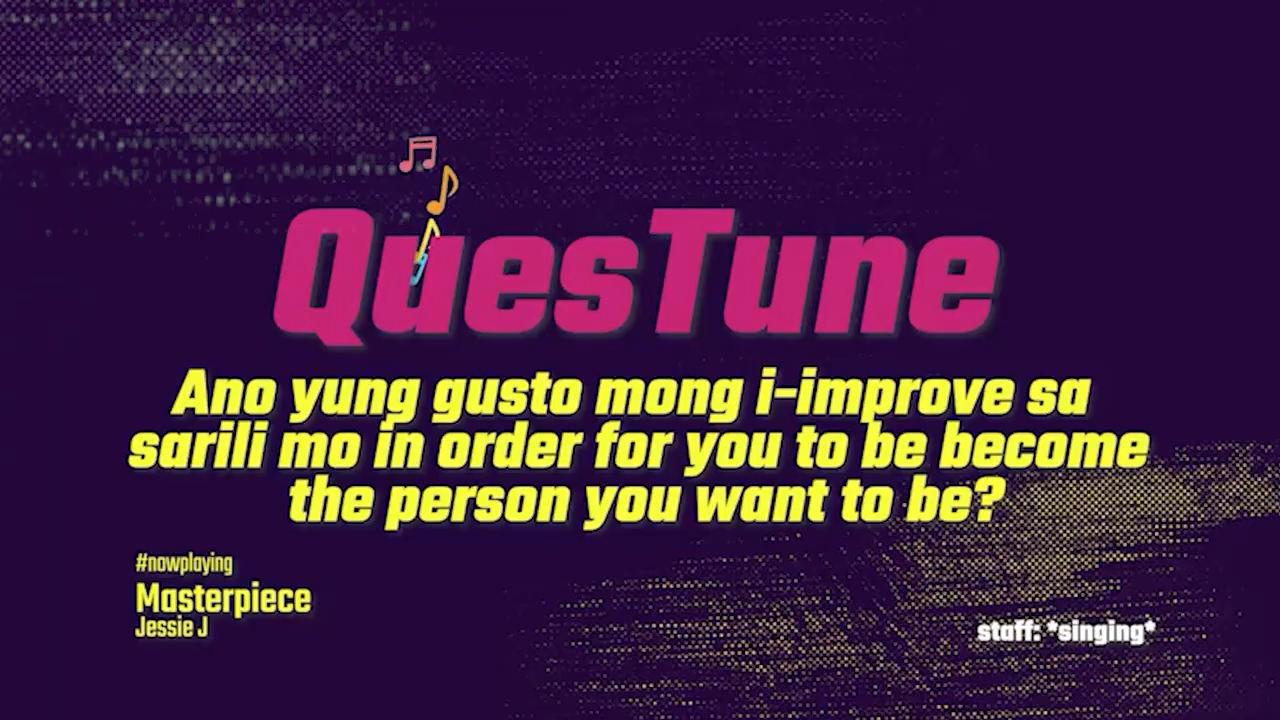 QuesTune
Ano yung gusto mong i-improve sa
sarili mo in order for you to be become
the person you want to be?
#nowplaying
Masterpiece
Jessie J
staff: *singing*